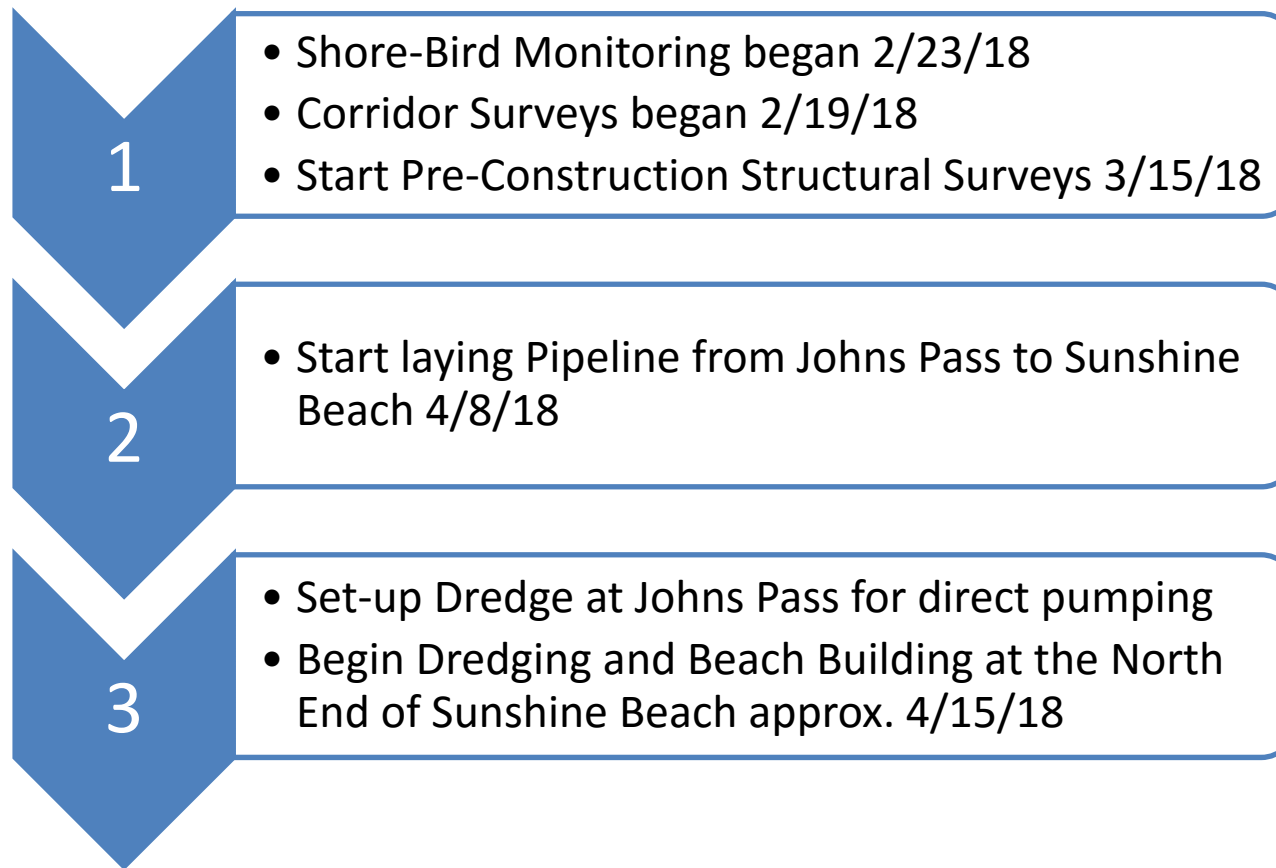 1
• Shore-Bird Monitoring began 2/23/18
• Corridor Surveys began 2/19/18
• Start Pre-Construction Structural Surveys 3/15/18
2
• Start laying Pipeline from Johns Pass to Sunshine
Beach 4/8/18
3
• Set-up Dredge at Johns Pass for direct pumping
• Begin Dredging and Beach Building at the North
End of Sunshine Beach approx. 4/15/18